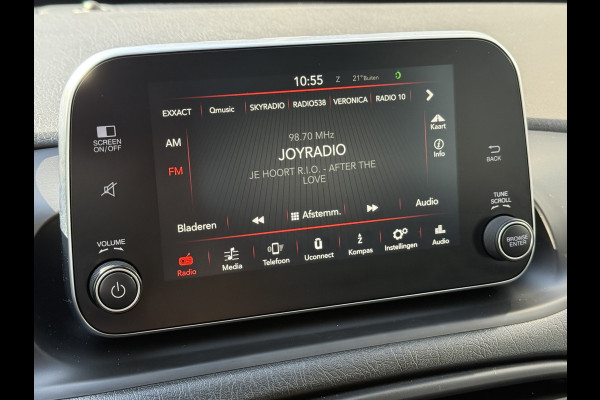 10:55 Z 21° Buiten
EXXACT Qmusic SKYRADIO RADIO538 VERONICA RADIO 10
SCREEN
ON/OFF
AM
FM
98.70 MHz
JOYRADIO
JE HOORT R.I.O. - AFTER THE
LOVE
Kaart
Info
BACK
TUNE
SCROLL
BROWSE
ENTER
VOLUME
Bladeren Afstemm. Audio
Radio Media Telefoon Uconnect Kompas Instellingen Audio